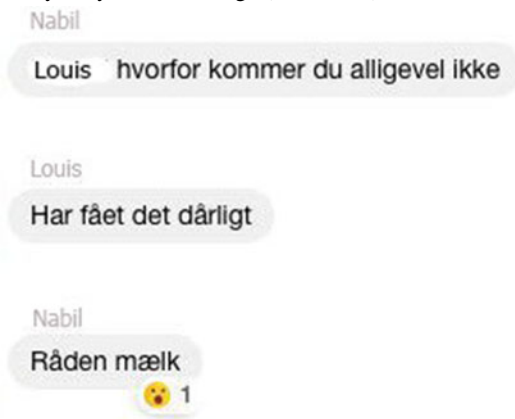 Nabil
Louis hvorfor kommer du alligevel ikke
Louis
Har fået det dårligt
Nabil
Råden mælk
1